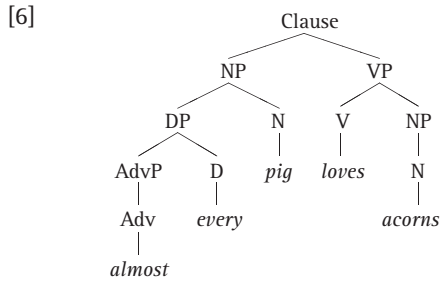 [6]
Clause
NP VP
DP N V NP
AdvP D pig loves N
Adv every acorns
almost